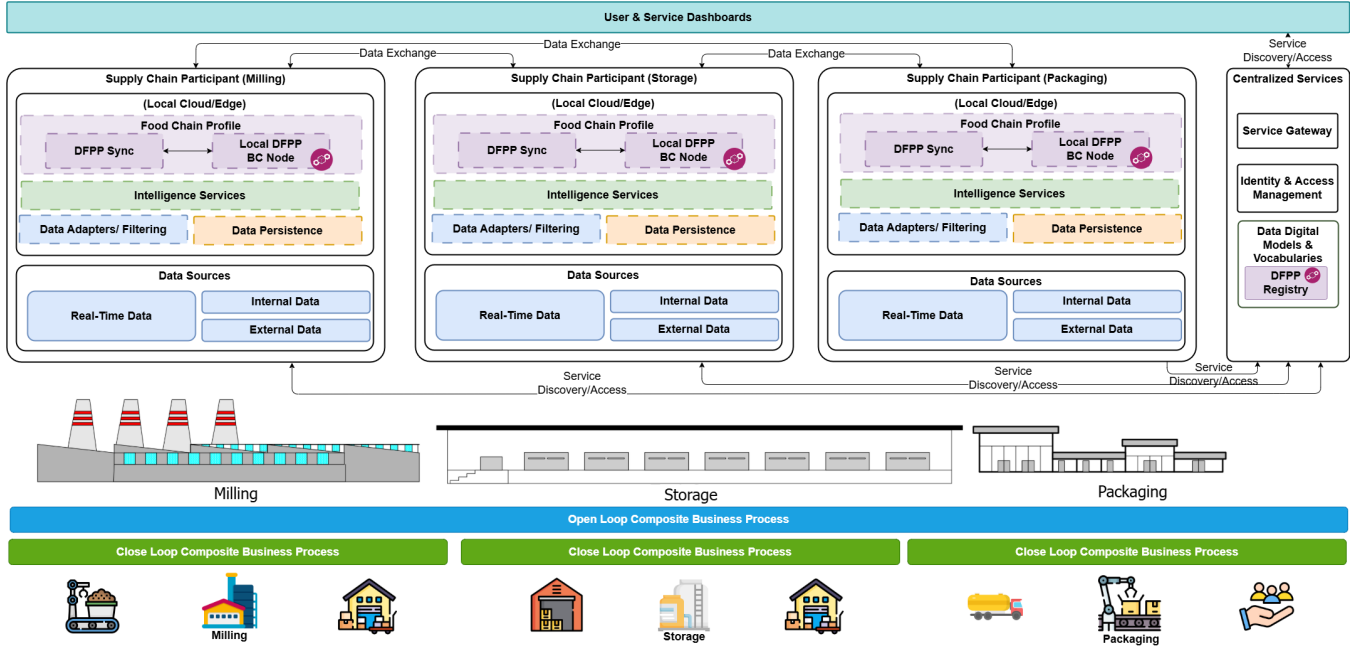 User & Service Dashboards
Data Exchange
Data Exchange
Data Exchange
Service
Discovery/Access
Supply Chain Participant (Milling)
(Local Cloud/Edge)
Food Chain Profile
DFPP Sync
Local DFPP
BC Node
Intelligence Services
Data Adapters/ Filtering
Data Persistence
Data Sources
Real-Time Data
Internal Data
External Data
Supply Chain Participant (Storage)
(Local Cloud/Edge)
Food Chain Profile
DFPP Sync
Local DFPP
BC Node
Intelligence Services
Data Adapters/ Filtering
Data Persistence
Data Sources
Real-Time Data
Internal Data
External Data
Supply Chain Participant (Packaging)
(Local Cloud/Edge)
Food Chain Profile
DFPP Sync
Local DFPP
BC Node
Intelligence Services
Data Adapters/ Filtering
Data Persistence
Data Sources
Real-Time Data
Internal Data
External Data
Centralized Services
Service Gateway
Identity & Access
Management
Data Digital
Models &
Vocabularies
DFPP
Registry
Service
Discovery/Access
Service
Discovery/Access
Service
Discovery/Access
Milling
Storage
Packaging
Open Loop Composite Business Process
Close Loop Composite Business Process
Close Loop Composite Business Process
Close Loop Composite Business Process
Milling
Storage
Packaging